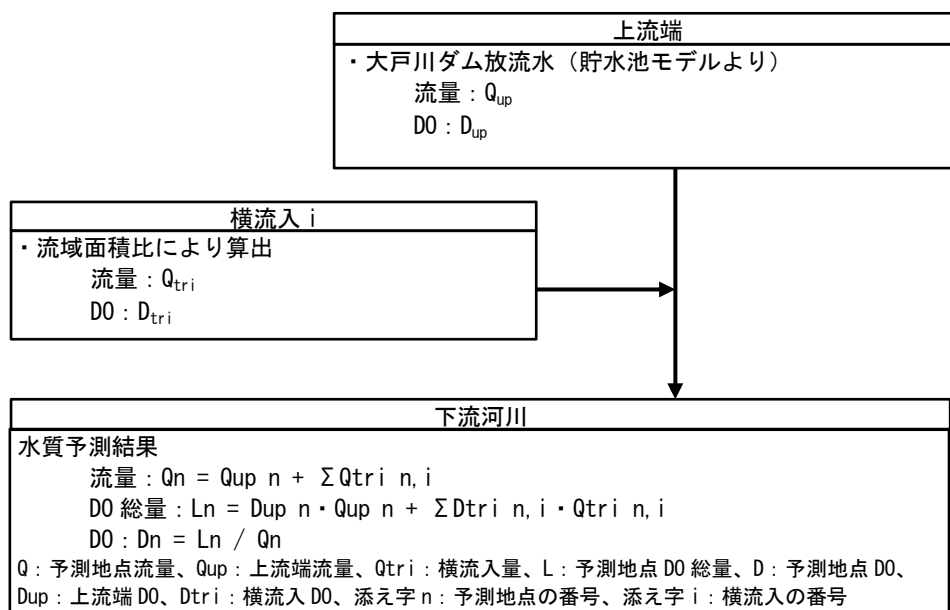 上流端
・大戸川ダム放流水（貯水池モデルより）
流量：Qup
DO：Dup
横流入 i
・流域面積比により算出
流量：Qtri
DO：Dtri
下流河川
水質予測結果
流量：Qn = Qup n + ΣQtri n,i
DO 総量：Ln = Dup n・Qup n + ΣDtri n,i・Qtri n,i
DO：Dn = Ln / Qn
Q：予測地点流量、Qup：上流端流量、Qtri：横流入量、L：予測地点 DO 総量、D：予測地点 DO、
Dup：上流端 DO、Dtri：横流入 DO、添え字 n：予測地点の番号、添え字 i：横流入の番号